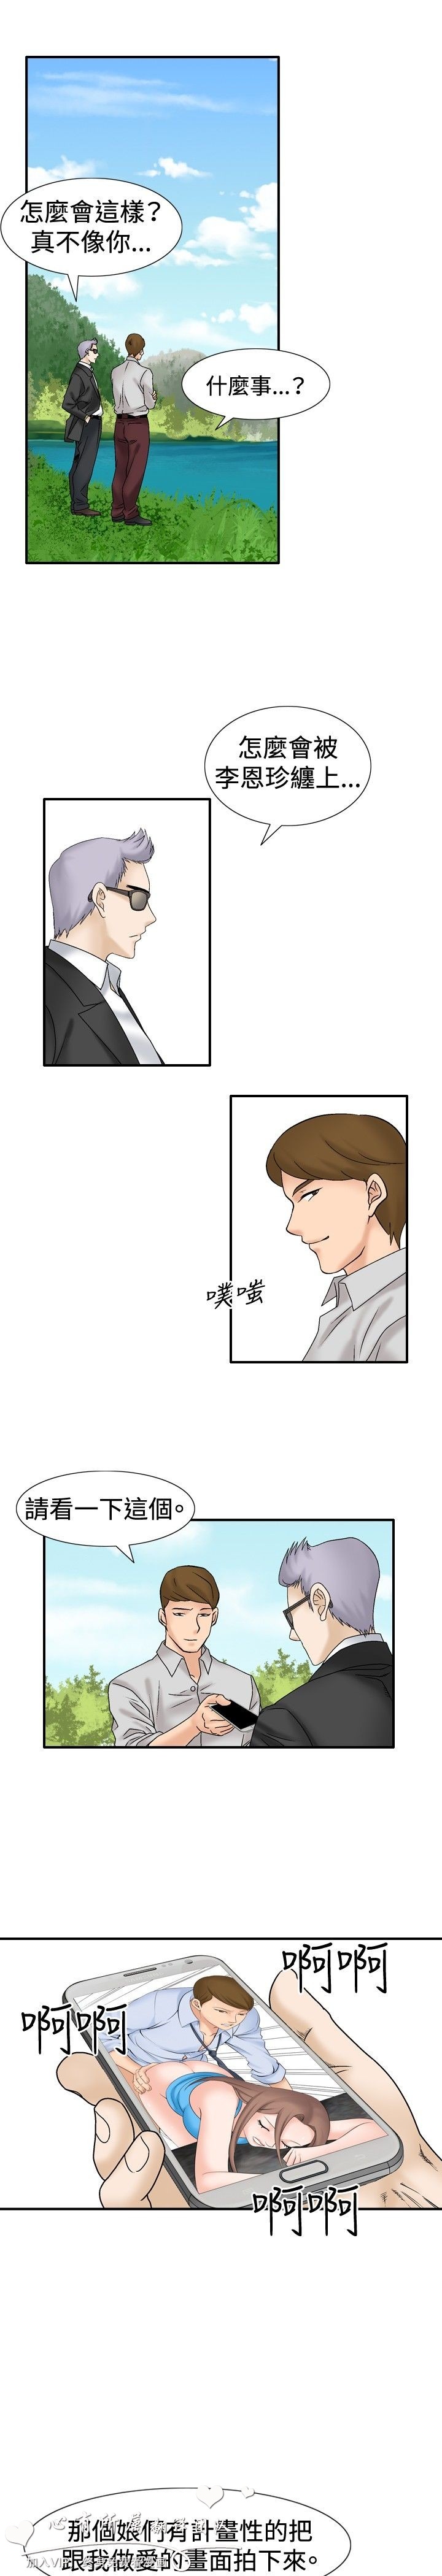 怎麼會這樣？
真不像你...
什麼事...？
怎麼會被
李恩珍纏上...
噗嗤
請看一下這個。
啊啊
啊啊
啊啊
那個娘們有計畫性的把
跟我做愛的畫面拍下來。